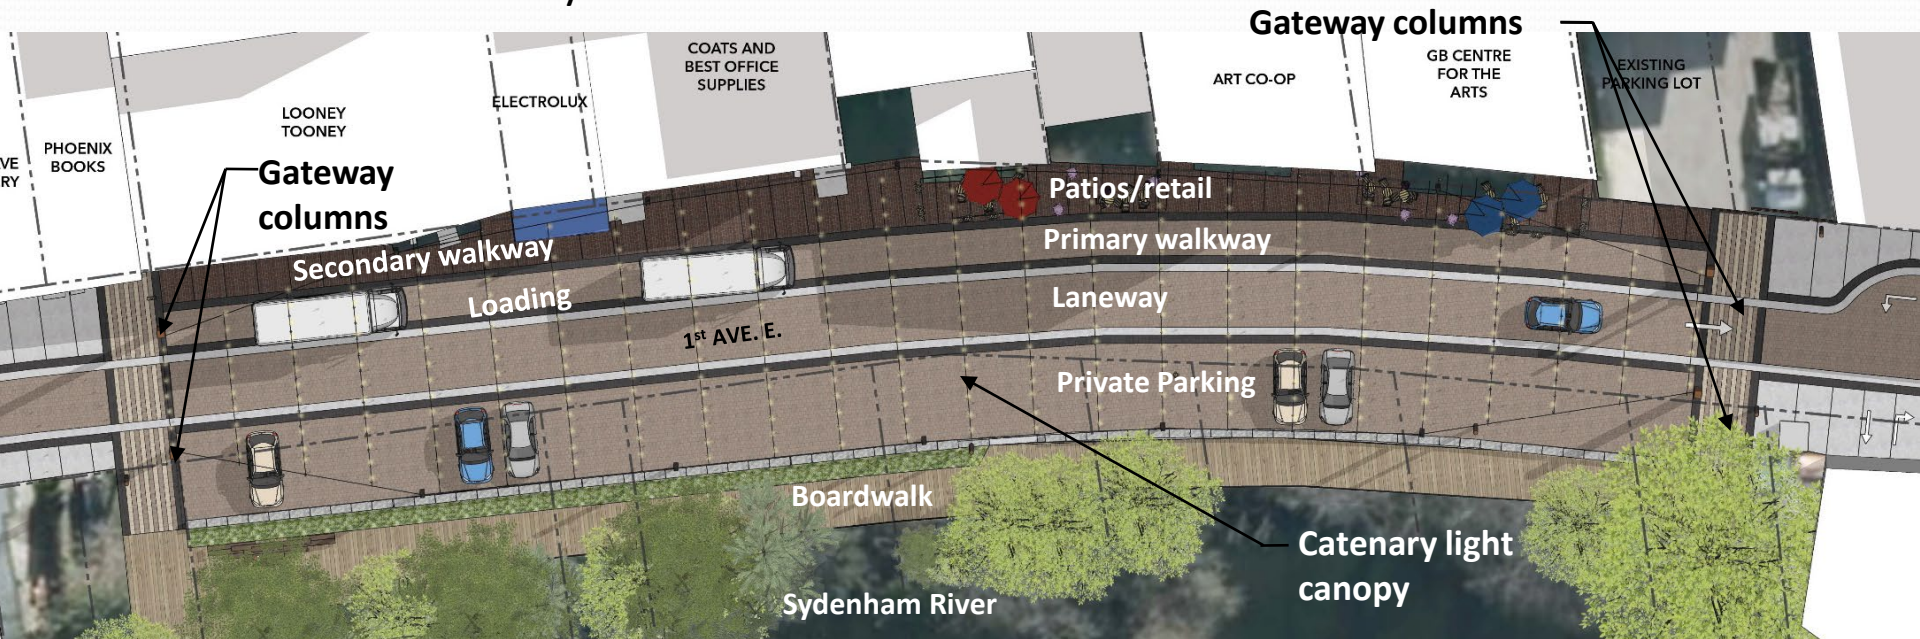 Gateway columns
COATS AND
BEST OFFICE
SUPPLIES
GB CENTRE
FOR THE
ARTS
EXISTING
PARKING LOT
ART CO-OP
ELECTROLUX
LOONEY
TOONEY
PHOENIX
BOOKS
VE
RY
Gateway
columns
Patios/retail
Secondary walkway
Primary walkway
Loading
Laneway
1st AVE. E.
Private Parking
Boardwalk
Catenary light
canopy
Sydenham River